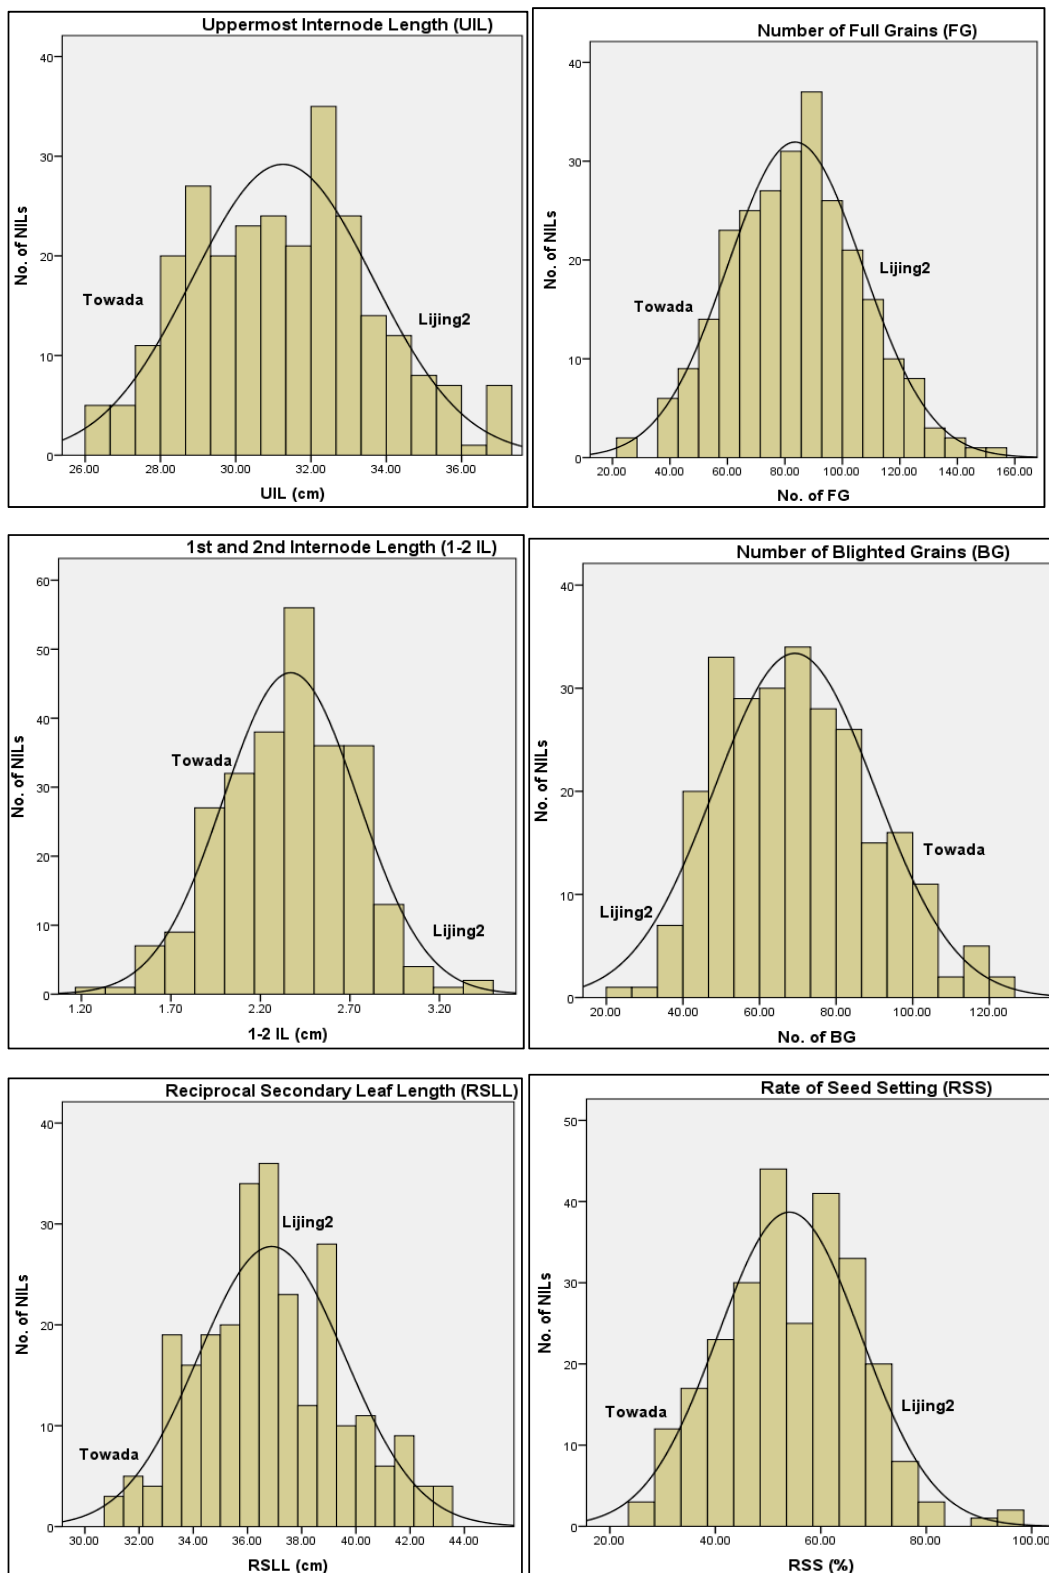 Uppermost Internode Length (UIL)
No. of NILs
40
30
20
10
0
Towada
Lijing2
26.00 28.00 30.00 32.00 34.00 36.00
UIL (cm)
Number of Full Grains (FG)
No. of NILs
40
30
20
10
0
Towada
Lijing2
20.00 40.00 60.00 80.00 100.00 120.00 140.00 160.00
No. of FG
1st and 2nd Internode Length (1-2 IL)
No. of NILs
60
50
40
30
20
10
0
Towada
Lijing2
1.20 1.70 2.20 2.70 3.20
1-2 IL (cm)
Number of Blighted Grains (BG)
No. of NILs
40
30
20
10
0
Lijing2
Towada
20.00 40.00 60.00 80.00 100.00 120.00
No. of BG
Reciprocal Secondary Leaf Length (RSLL)
No. of NILs
40
30
20
10
0
Towada
Lijing2
30.00 32.00 34.00 36.00 38.00 40.00 42.00 44.00
RSLL (cm)
Rate of Seed Setting (RSS)
No. of NILs
50
40
30
20
10
0
Towada
Lijing2
20.00 40.00 60.00 80.00 100.00
RSS (%)